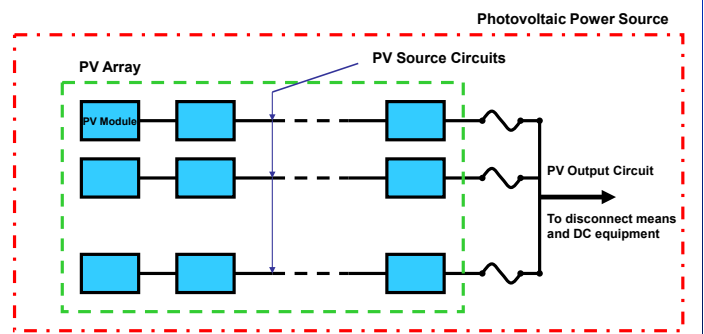 Photovoltaic Power Source
PV Array
PV Source Circuits
PV Module
PV Output Circuit
To disconnect means
and DC equipment